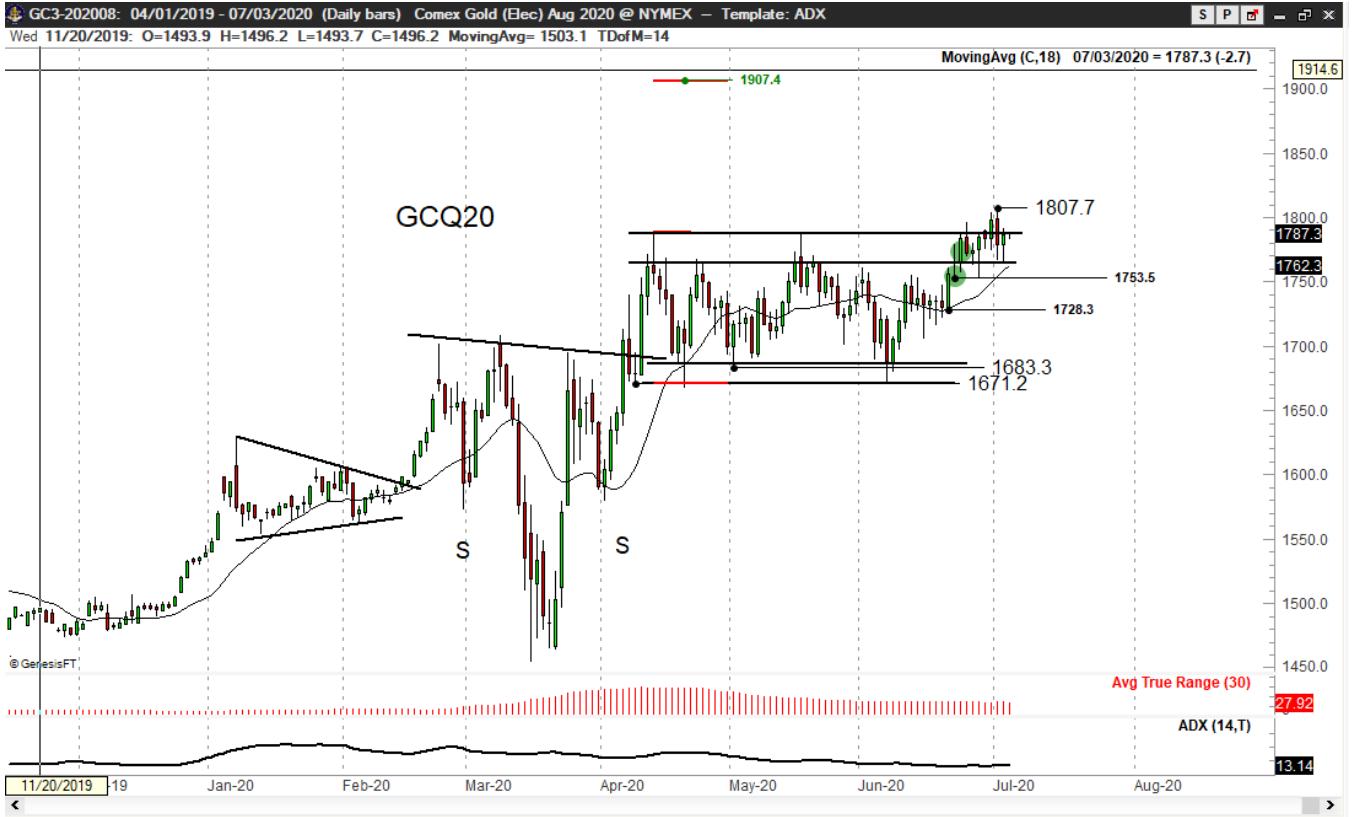 GC3-202008: 04/01/2019 - 07/03/2020 (Daily bars) Comex Gold (Elec) Aug 2020 @ NYMEX – Template: ADX
S P
Wed 11/20/2019: O=1493.9 H=1496.2 L=1493.7 C=1496.2 MovingAvg= 1503.1 TDofM=14
MovingAvg (C,18) 07/03/2020 = 1787.3 (-2.7)
1914.6
1907.4
1900.0
1850.0
GCQ20
1807.7
1800.0
1787.3
1762.3
1753.5
1750.0
1728.3
1700.0
1683.3
1671.2
1650.0
1600.0
1550.0
S
S
1500.0
© GenesisFT
1450.0
Avg True Range (30)
27.92
ADX (14,T)
13.14
11/20/2019 -19 Jan-20 Feb-20 Mar-20 Apr-20 May-20 Jun-20 Jul-20 Aug-20